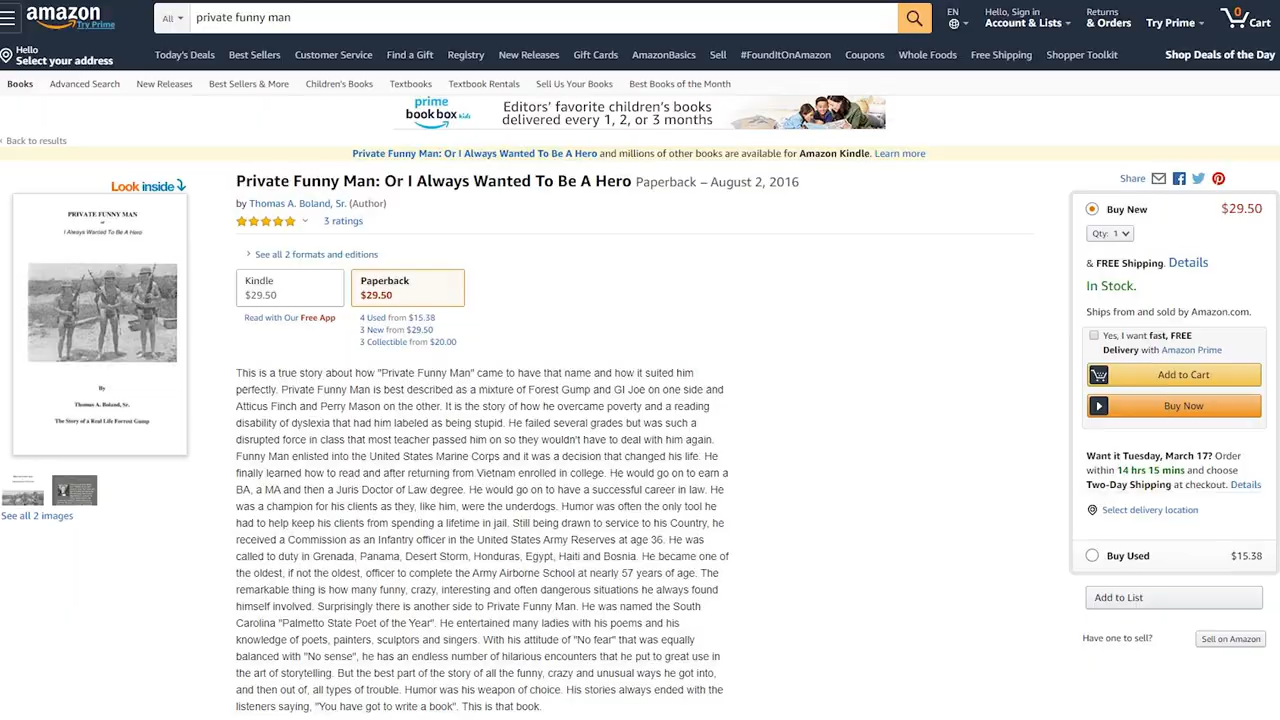 amazon
Try Prime
All
private funny man
EN
Hello, Sign in
Account & Lists
Returns
& Orders
Try Prime
0
Cart
Hello
Select your address
Today's Deals
Best Sellers
Customer Service
Find a Gift
Registry
New Releases
Gift Cards
AmazonBasics
Sell
#FoundItOnAmazon
Coupons
Whole Foods
Free Shipping
Shopper Toolkit
Shop Deals of the Day
Books
Advanced Search
New Releases
Best Sellers & More
Children's Books
Textbooks
Textbook Rentals
Sell Us Your Books
Best Books of the Month
prime
book box kids
Editors' favorite children's books
delivered every 1, 2, or 3 months
‹ Back to results
Private Funny Man: Or I Always Wanted To Be A Hero and millions of other books are available for Amazon Kindle. Learn more
Look inside
PRIVATE FUNNY MAN
or
I Always Wanted To Be A Hero
By
Thomas A. Boland, Sr.
The Story of a Real Life Forrest Gump
See all 2 images
Private Funny Man: Or I Always Wanted To Be A Hero Paperback – August 2, 2016
by Thomas A. Boland, Sr. (Author)
3 ratings
See all 2 formats and editions
Kindle
$29.50
Read with Our Free App
Paperback
$29.50
4 Used from $15.38
3 New from $29.50
3 Collectible from $20.00
This is a true story about how "Private Funny Man" came to have that name and how it suited him
perfectly. Private Funny Man is best described as a mixture of Forest Gump and GI Joe on one side and
Atticus Finch and Perry Mason on the other. It is the story of how he overcame poverty and a reading
disability of dyslexia that had him labeled as being stupid. He failed several grades but was such a
disrupted force in class that most teacher passed him on so they wouldn't have to deal with him again.
Funny Man enlisted into the United States Marine Corps and it was a decision that changed his life. He
finally learned how to read and after returning from Vietnam enrolled in college. He would go on to earn a
BA, a MA and then a Juris Doctor of Law degree. He would go on to have a successful career in law. He
was a champion for his clients as they, like him, were the underdogs. Humor was often the only tool he
had to help keep his clients from spending a lifetime in jail. Still being drawn to service to his Country, he
received a Commission as an Infantry officer in the United States Army Reserves at age 36. He was
called to duty in Grenada, Panama, Desert Storm, Honduras, Egypt, Haiti and Bosnia. He became one of
the oldest, if not the oldest, officer to complete the Army Airborne School at nearly 57 years of age. The
remarkable thing is how many funny, crazy, interesting and often dangerous situations he always found
himself involved. Surprisingly there is another side to Private Funny Man. He was named the South
Carolina "Palmetto State Poet of the Year". He entertained many ladies with his poems and his
knowledge of poets, painters, sculptors and singers. With his attitude of "No fear" that was equally
balanced with "No sense", he has an endless number of hilarious encounters that he put to great use in
the art of storytelling. But the best part of the story of all the funny, crazy and unusual ways he got into,
and then out of, all types of trouble. Humor was his weapon of choice. His stories always ended with the
listeners saying, "You have got to write a book". This is that book.
Share
Buy New
$29.50
Qty: 1
& FREE Shipping. Details
In Stock.
Ships from and sold by Amazon.com.
Yes, I want fast, FREE
Delivery with Amazon Prime
Add to Cart
Buy Now
Want it Tuesday, March 17? Order
within 14 hrs 15 mins and choose
Two-Day Shipping at checkout. Details
Select delivery location
Buy Used
$15.38
Add to List
Have one to sell?
Sell on Amazon